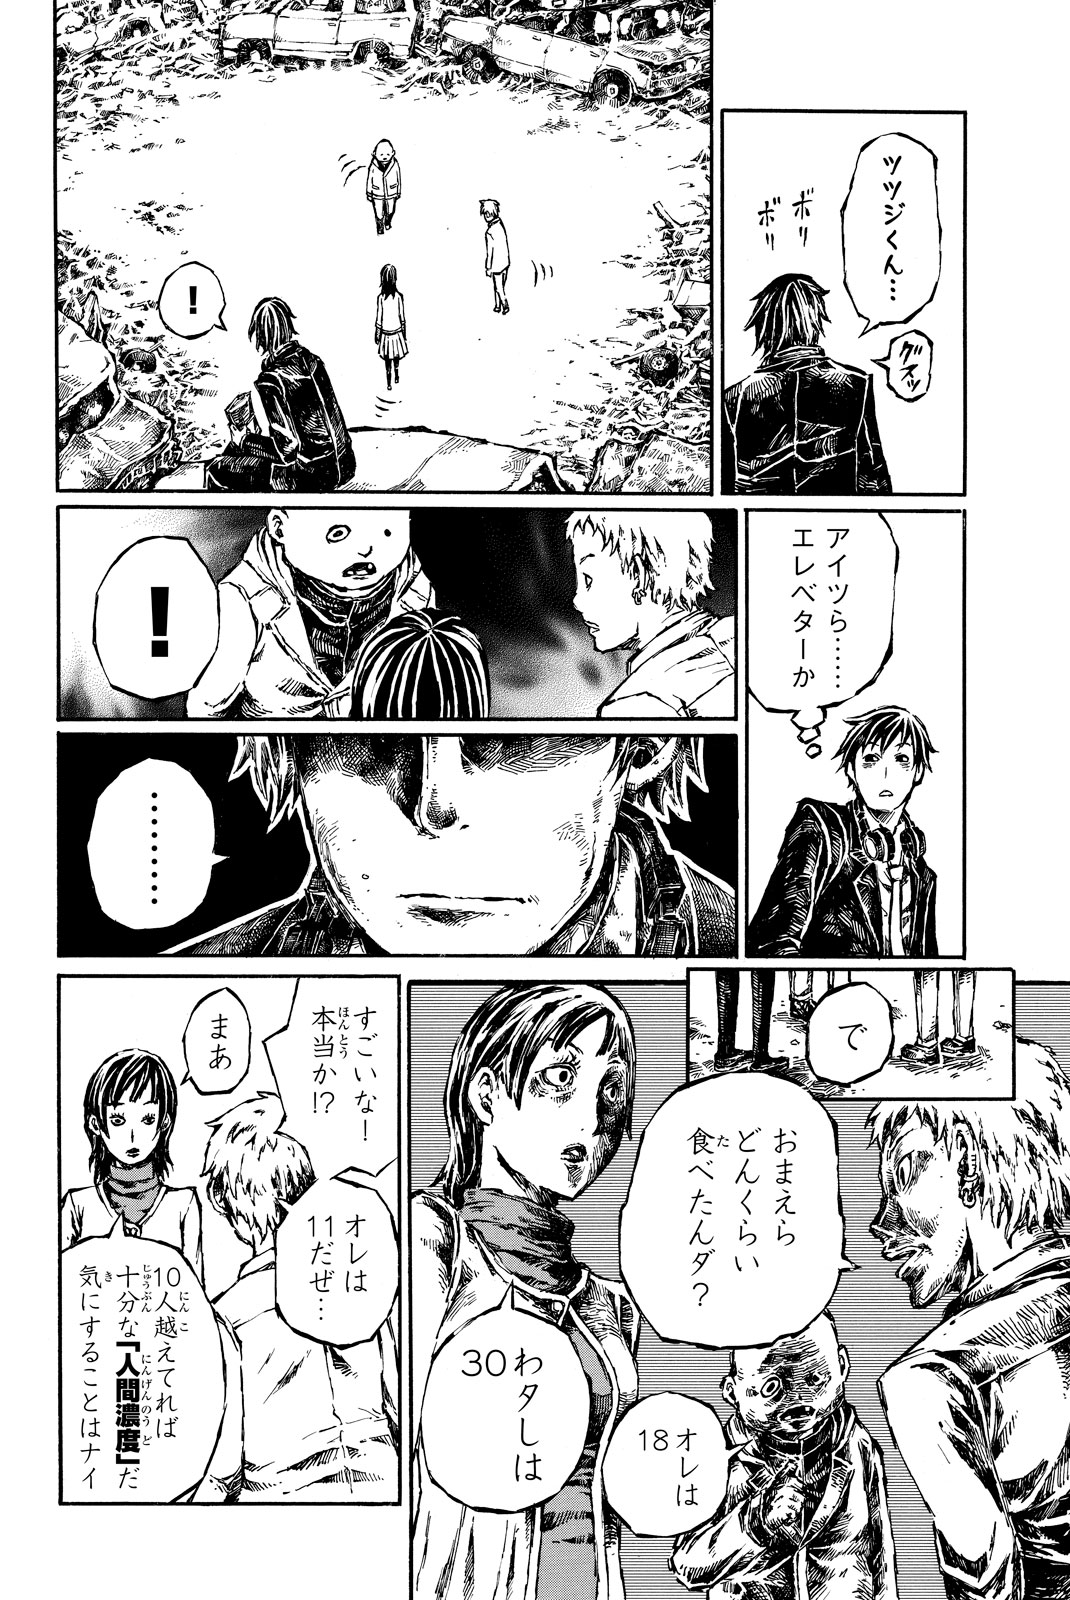 ツツジくん…
ボリ
ボリ
グスッ
！
アイツら……
エレベターか
！
………
で
おまえら
どんくらい
食べたんダ？
オレは
18
わタしは
30
すごいな！
本当か!?
オレは
11だぜ…
まあ
10人越えてれば
十分な『人間濃度』だ
気にすることはナイ